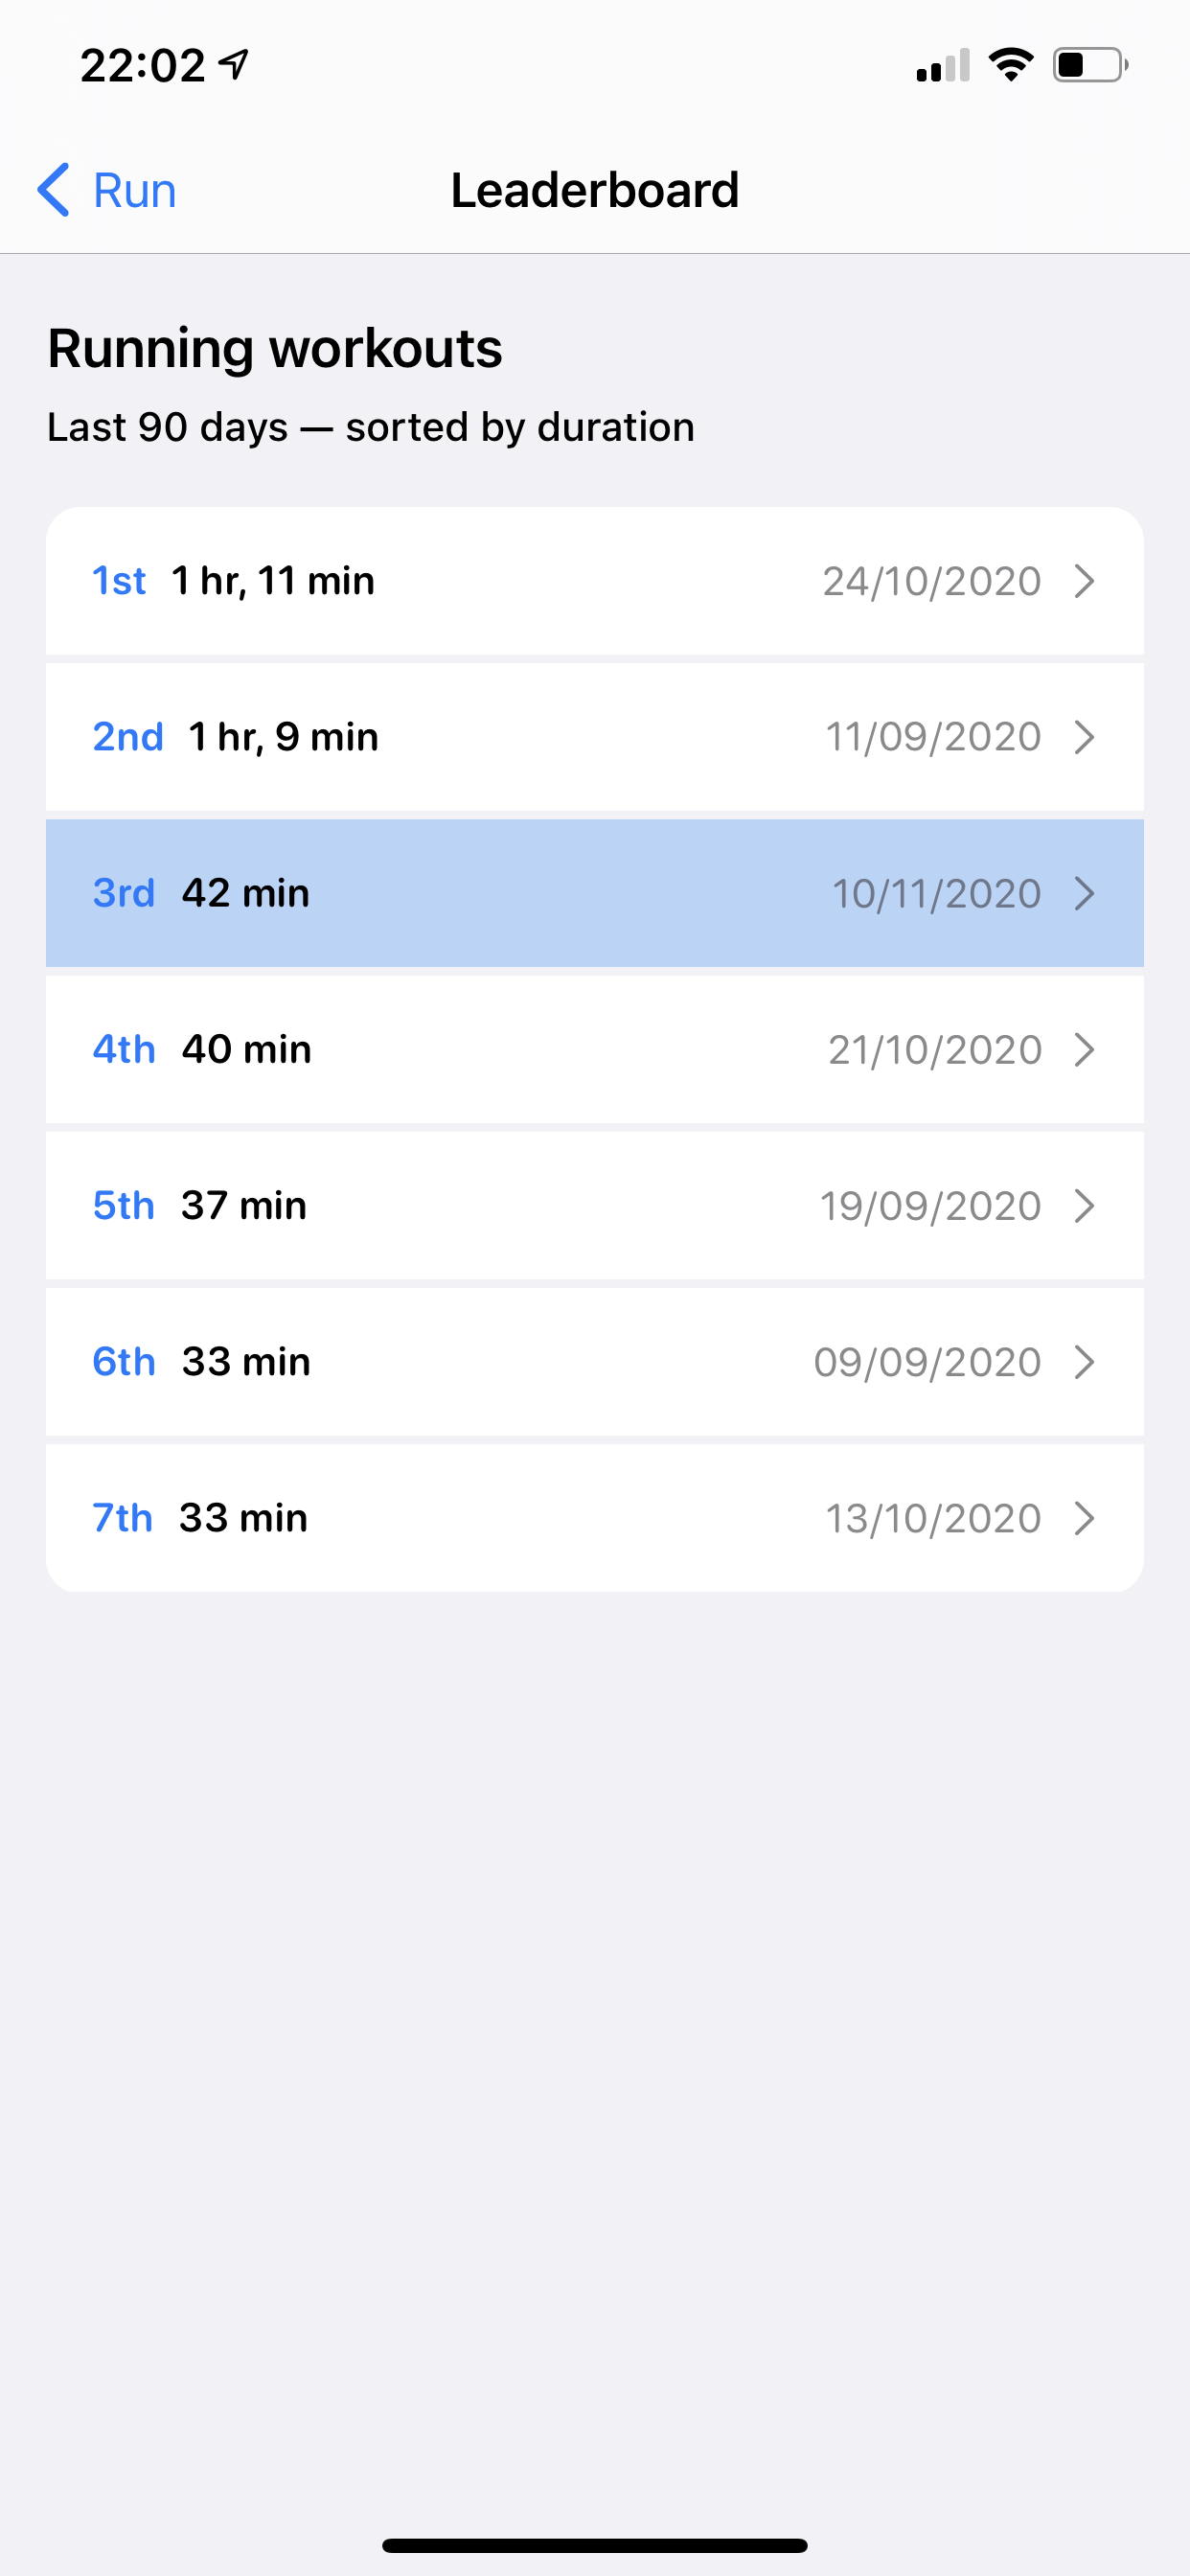 22:02
Run Leaderboard
Running workouts
Last 90 days — sorted by duration
1st 1 hr, 11 min 24/10/2020
2nd 1 hr, 9 min 11/09/2020
3rd 42 min 10/11/2020
4th 40 min 21/10/2020
5th 37 min 19/09/2020
6th 33 min 09/09/2020
7th 33 min 13/10/2020